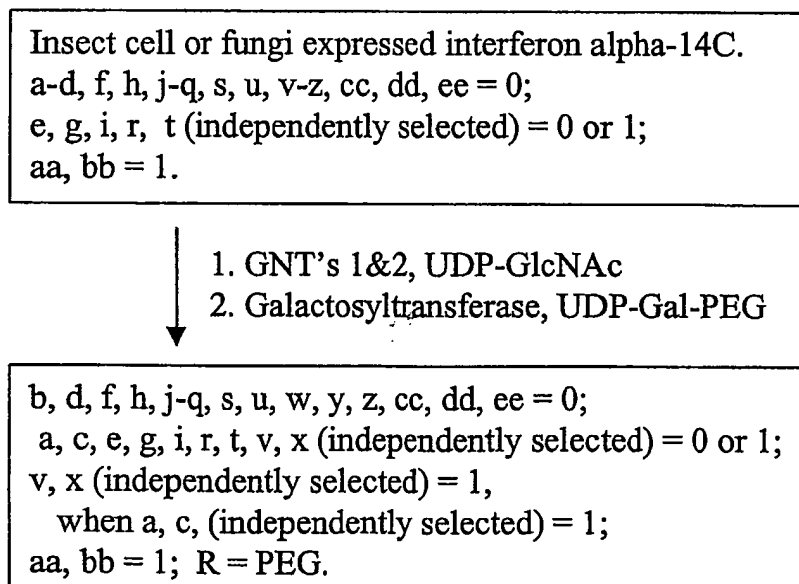 Insect cell or fungi expressed interferon alpha-14C.
a-d, f, h, j-q, s, u, v-z, cc, dd, ee = 0;
e, g, i, r, t (independently selected) = 0 or 1;
aa, bb = 1.
1. GNT's 1&2, UDP-GlcNAc
2. Galactosyltransferase, UDP-Gal-PEG
b, d, f, h, j-q, s, u, w, y, z, cc, dd, ee = 0;
a, c, e, g, i, r, t, v, x (independently selected) = 0 or 1;
v, x (independently selected) = 1,
when a, c, (independently selected) = 1;
aa, bb = 1; R = PEG.